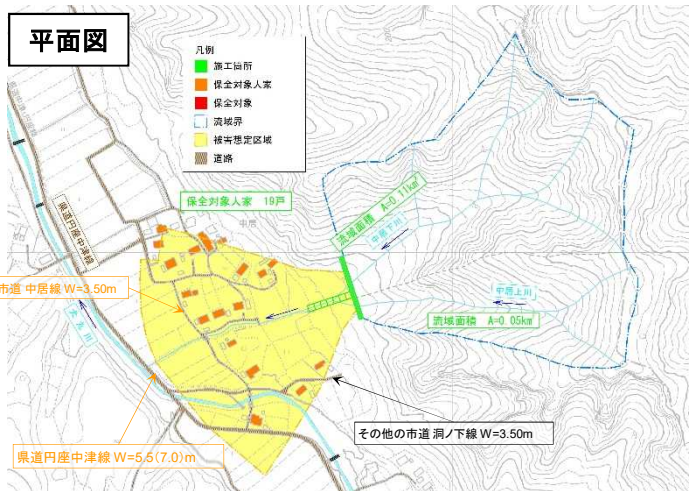 平面図
凡例
施工箇所
保全対象人家
保全対象
流域界
被害想定区域
道路
県道円座中津線
保全対象人家 19戸
中居
流域面積 A=0.11km²
中居下川
中居上川
流域面積 A=0.05km²
市道 中居線 W=3.50m
その他の市道 洞ノ下線 W=3.50m
県道円座中津線 W=5.5(7.0)m